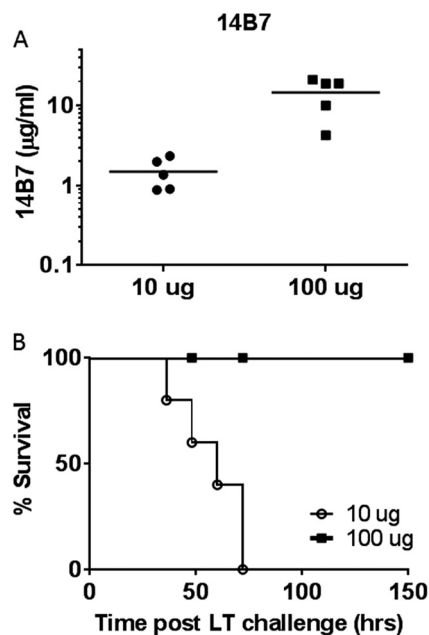 14B7
A
14B7 (µg/ml)
10
1
0.1
10 ug
100 ug
B
% Survival
100
50
0
0
50
100
150
10 ug
100 ug
Time post LT challenge (hrs)